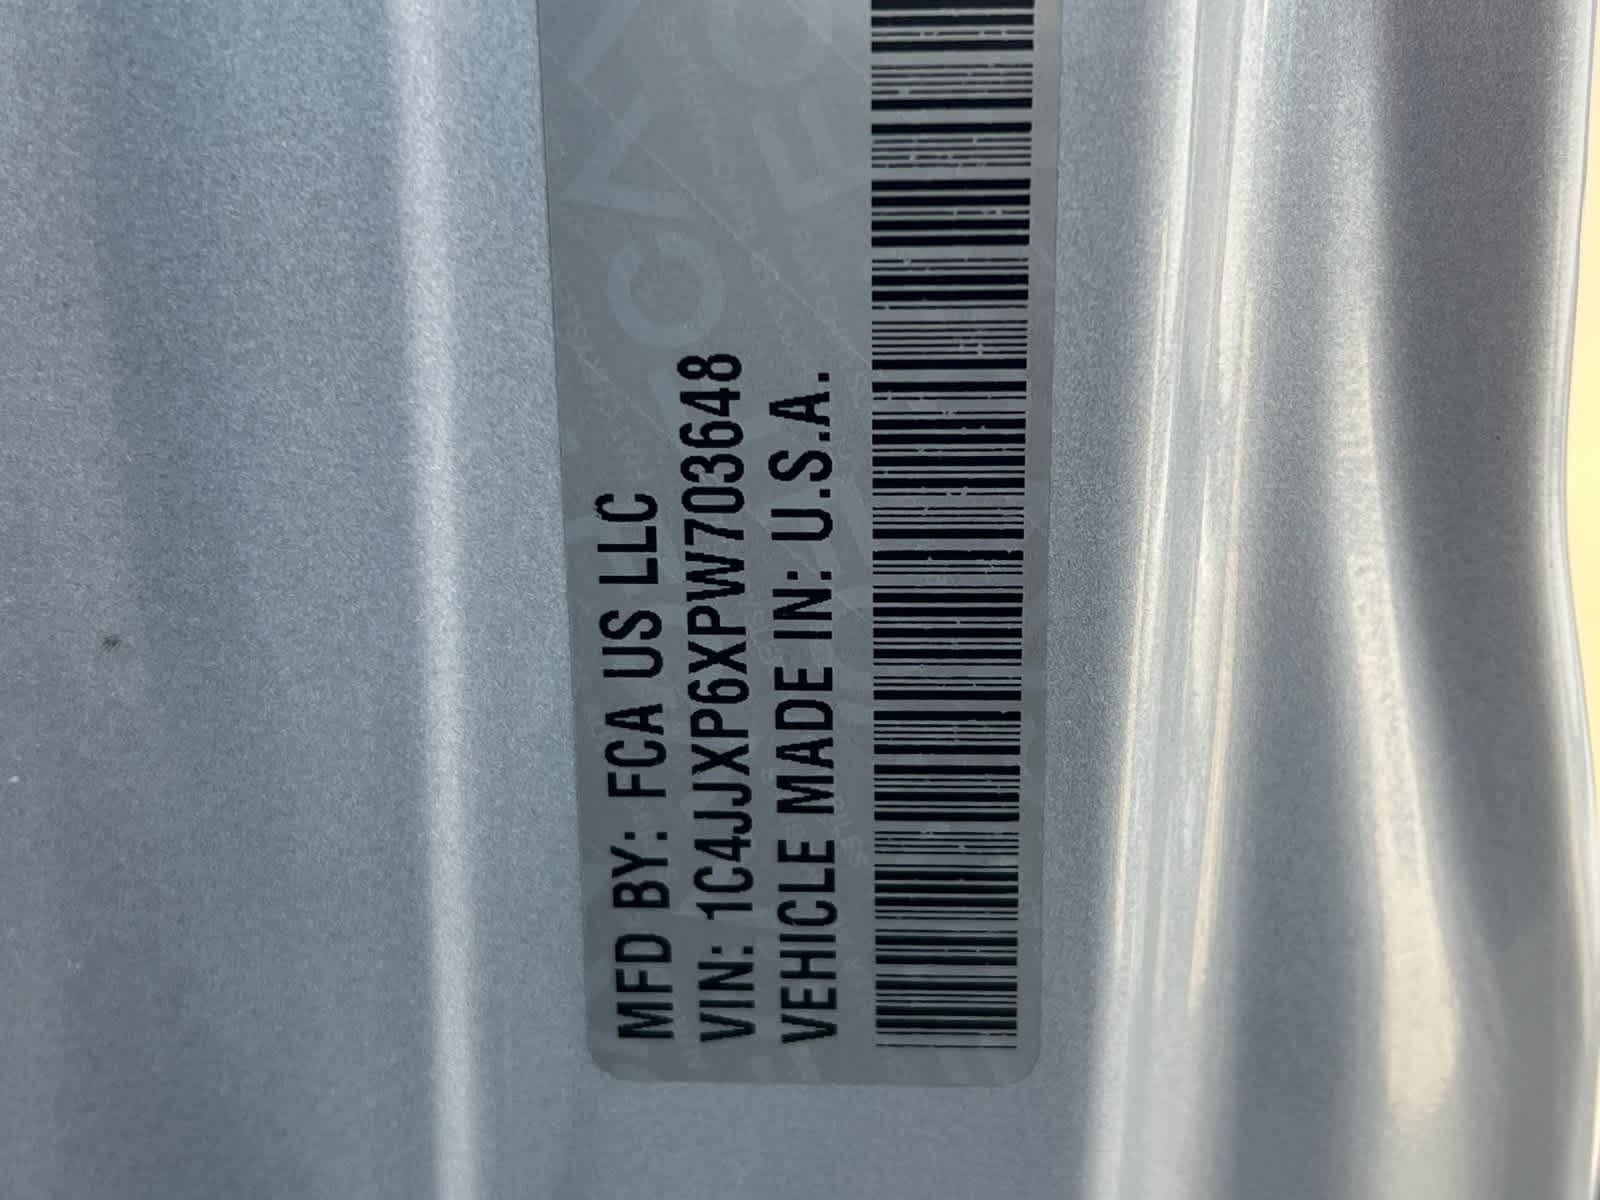 MFD BY: FCA US LLC
VIN: 1C4JJXP6XPW703648
VEHICLE MADE IN: U.S.A.